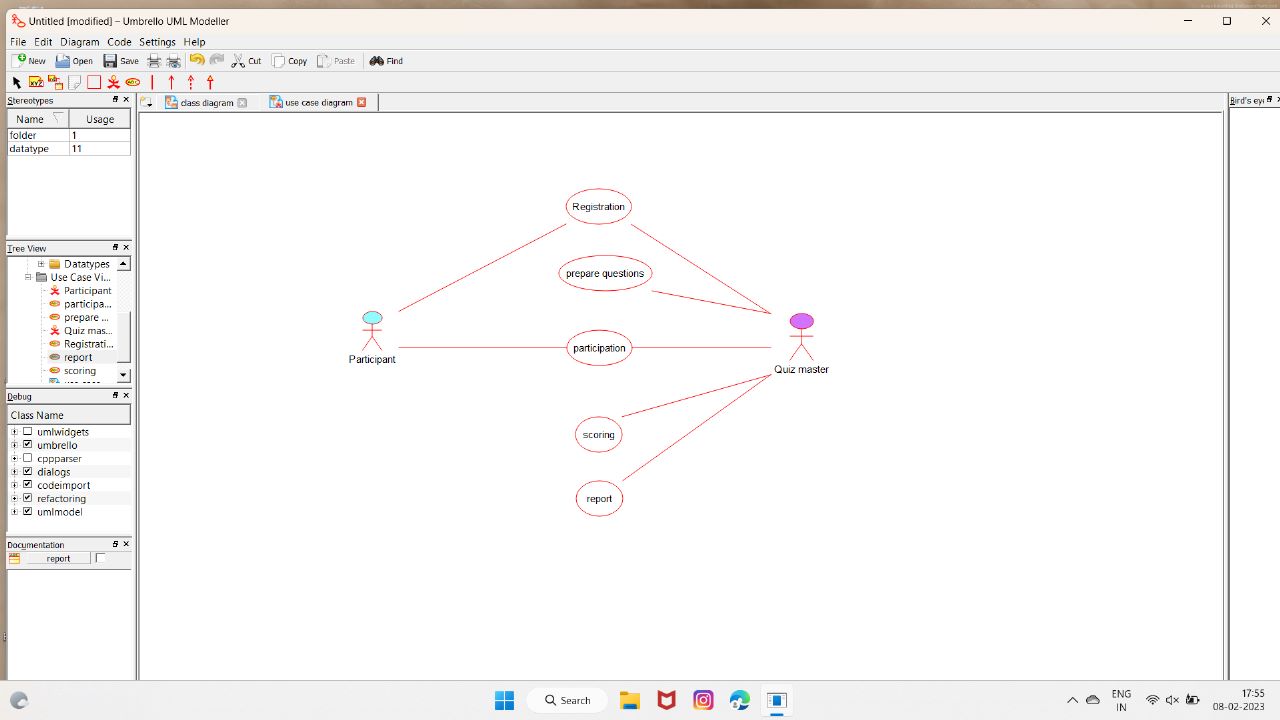 Untitled [modified] – Umbrello UML Modeller
File Edit Diagram Code Settings Help
New Open Save Cut Copy Paste Find
Stereotypes
class diagram use case diagram
Bird's ey
Name Usage
folder 1
datatype 11
Tree View
Datatypes
Use Case Vi...
Participant
participa...
prepare ...
Quiz mas...
Registrati...
report
scoring
Debug
Class Name
umlwidgets
umbrello
cppparser
dialogs
codeimport
refactoring
umlmodel
Documentation
report
Registration
prepare questions
participation
scoring
report
Participant
Quiz master
Search
ENG
IN
17:55
08-02-2023